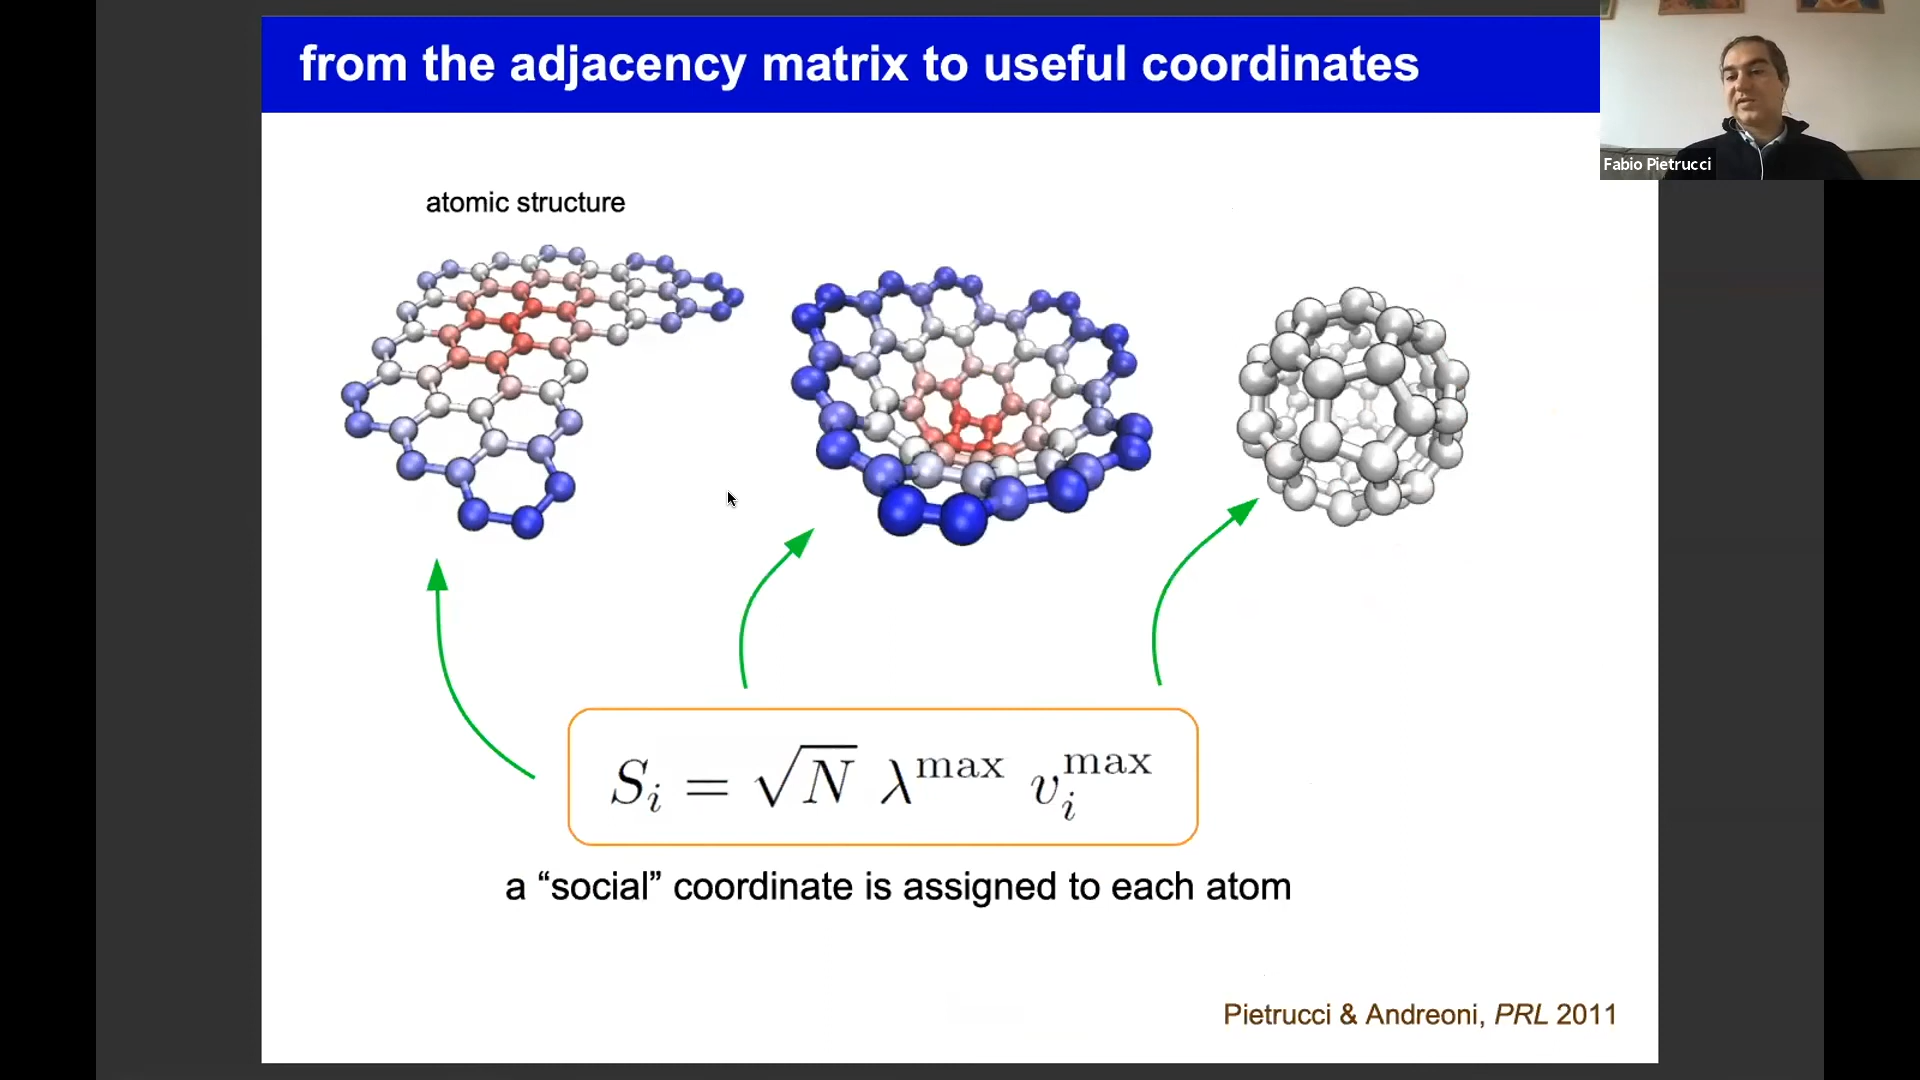 from the adjacency matrix to useful coordinates
Fabio Pietrucci
atomic structure
S_i = √N λ^max v_i^max
a “social” coordinate is assigned to each atom
Pietrucci & Andreoni, PRL 2011